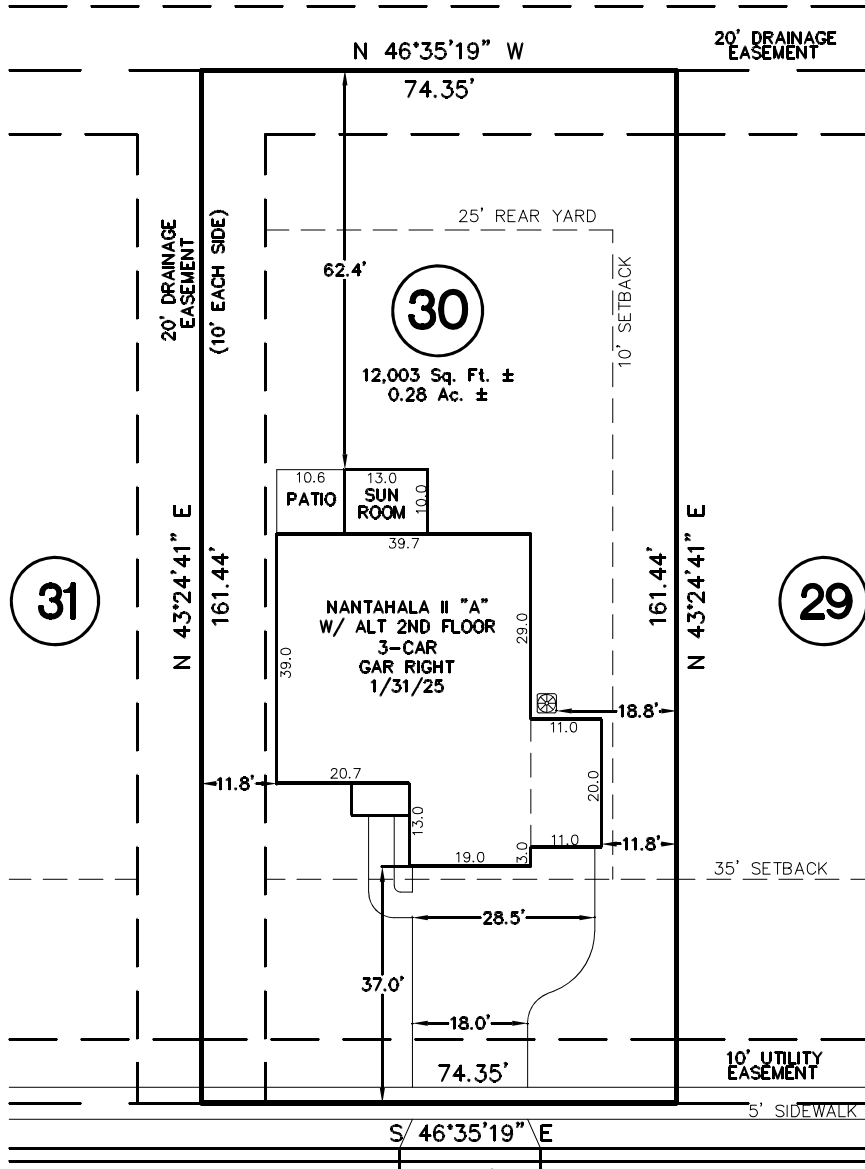 20' DRAINAGE
EASEMENT
N 46°35'19" W
74.35'
25' REAR YARD
20' DRAINAGE
EASEMENT
(10' EACH SIDE)
62.4'
30
10' SETBACK
12,003 Sq. Ft. ±
0.28 Ac. ±
10.6
PATIO
13.0
SUN
ROOM
10.0
39.7
31
N 43°24'41" E
161.44'
NANTAHALA II "A"
W/ ALT 2ND FLOOR
3-CAR
GAR RIGHT
1/31/25
39.0
29.0
161.44'
N 43°24'41" E
29
18.8'
11.0
11.8'
20.7
20.0
13.0
19.0
3.0
11.0
11.8'
35' SETBACK
28.5'
37.0'
18.0'
74.35'
10' UTILITY
EASEMENT
5' SIDEWALK
S 46°35'19" E